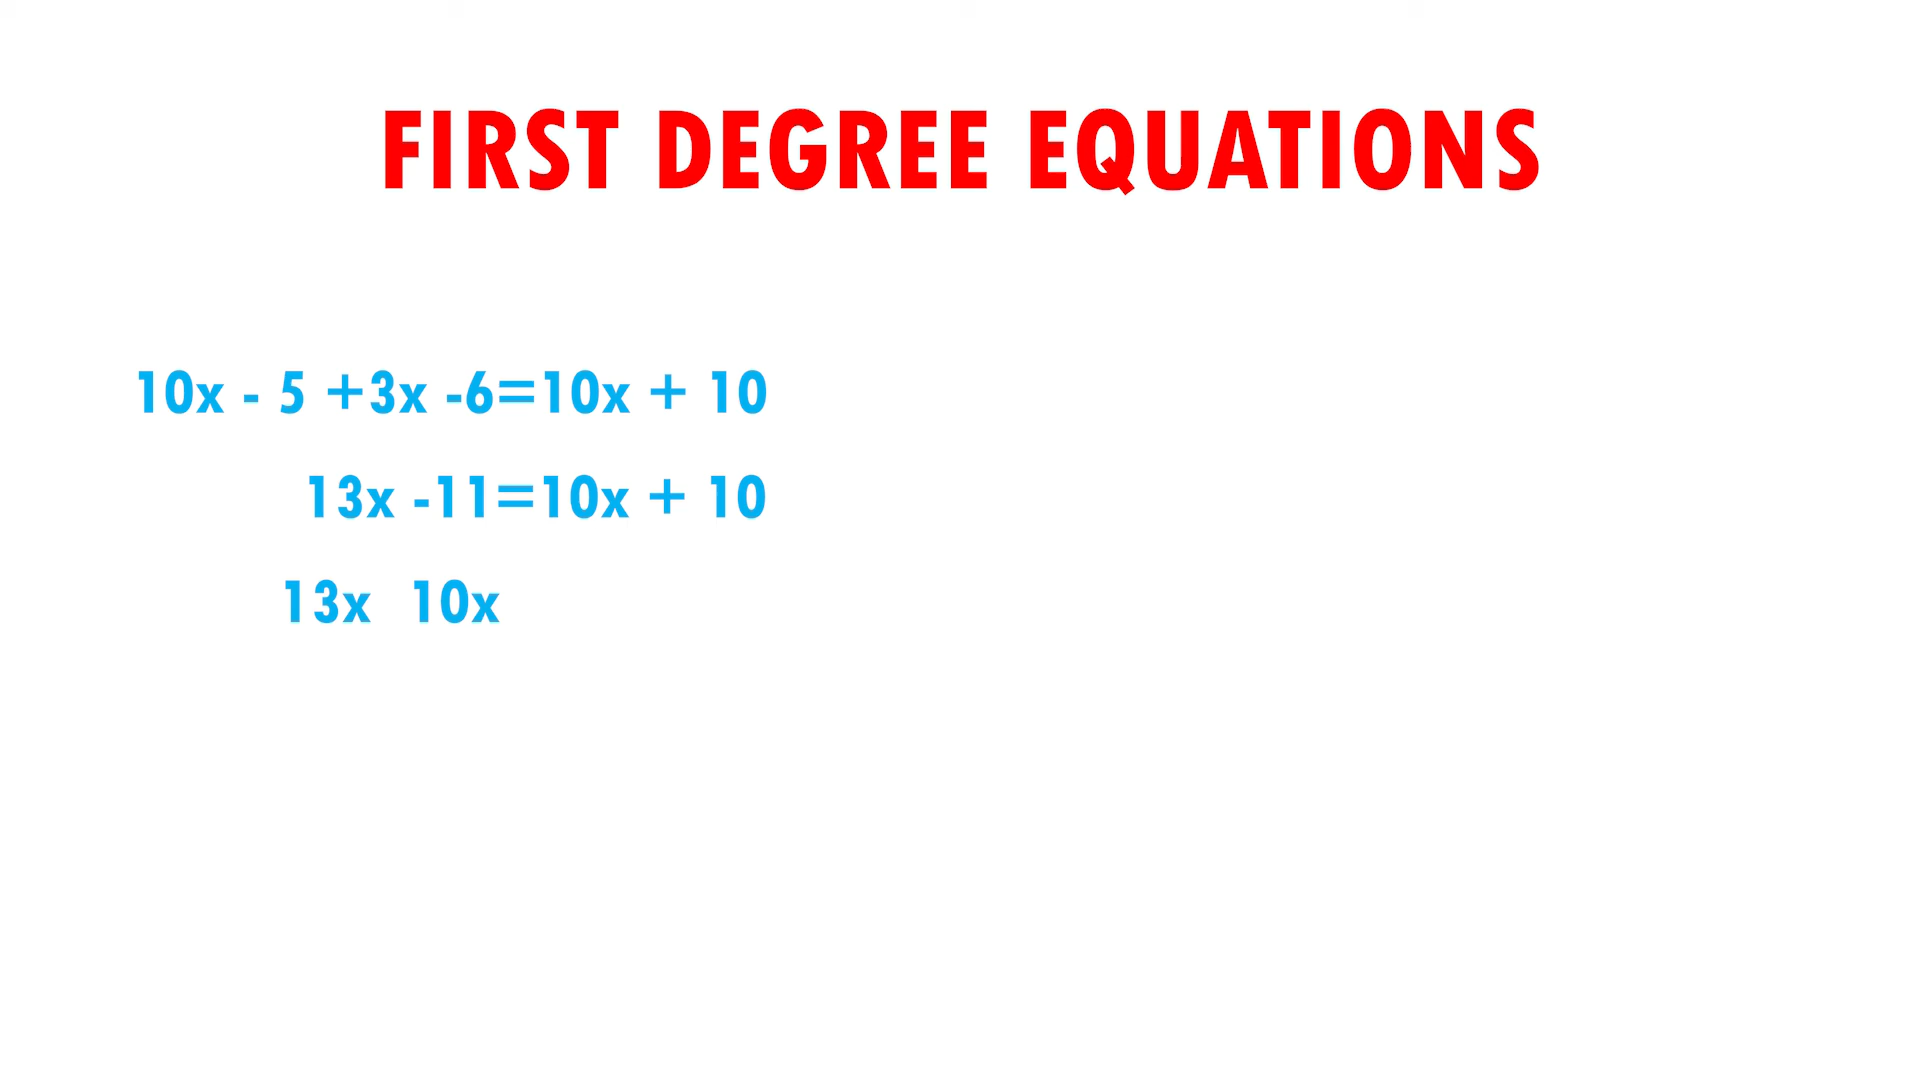 FIRST DEGREE EQUATIONS
10x - 5 +3x -6=10x + 10
13x -11=10x + 10
13x  10x